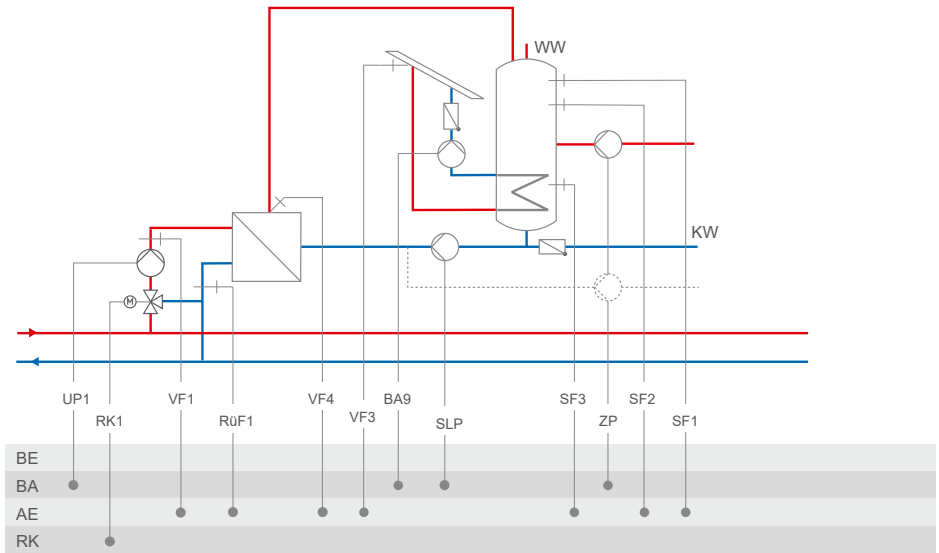 WW
KW
M
UP1
VF1
VF4
BA9
SF3
SF2
RK1
RüF1
VF3
SLP
ZP
SF1
BE
BA
AE
RK